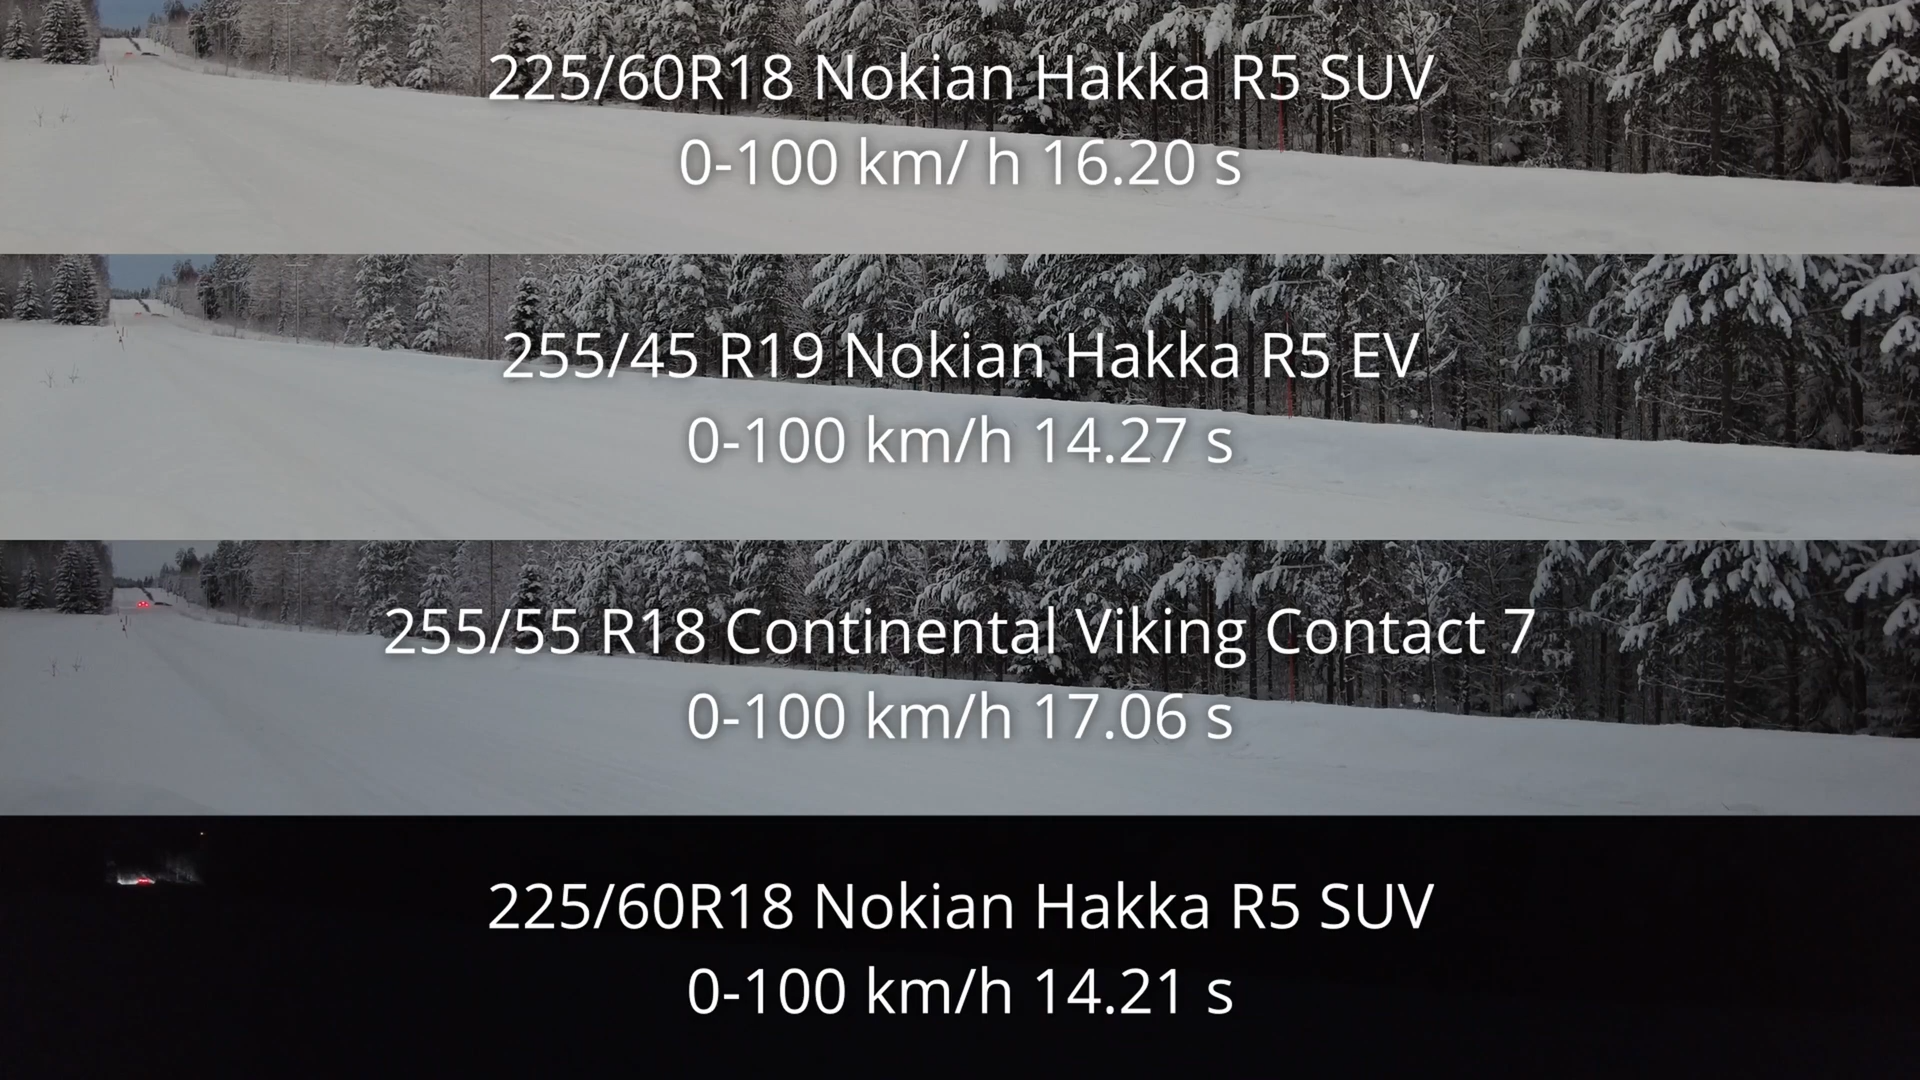 225/60R18 Nokian Hakka R5 SUV
0-100 km/ h 16.20 s
255/45 R19 Nokian Hakka R5 EV
0-100 km/h 14.27 s
255/55 R18 Continental Viking Contact 7
0-100 km/h 17.06 s
225/60R18 Nokian Hakka R5 SUV
0-100 km/h 14.21 s